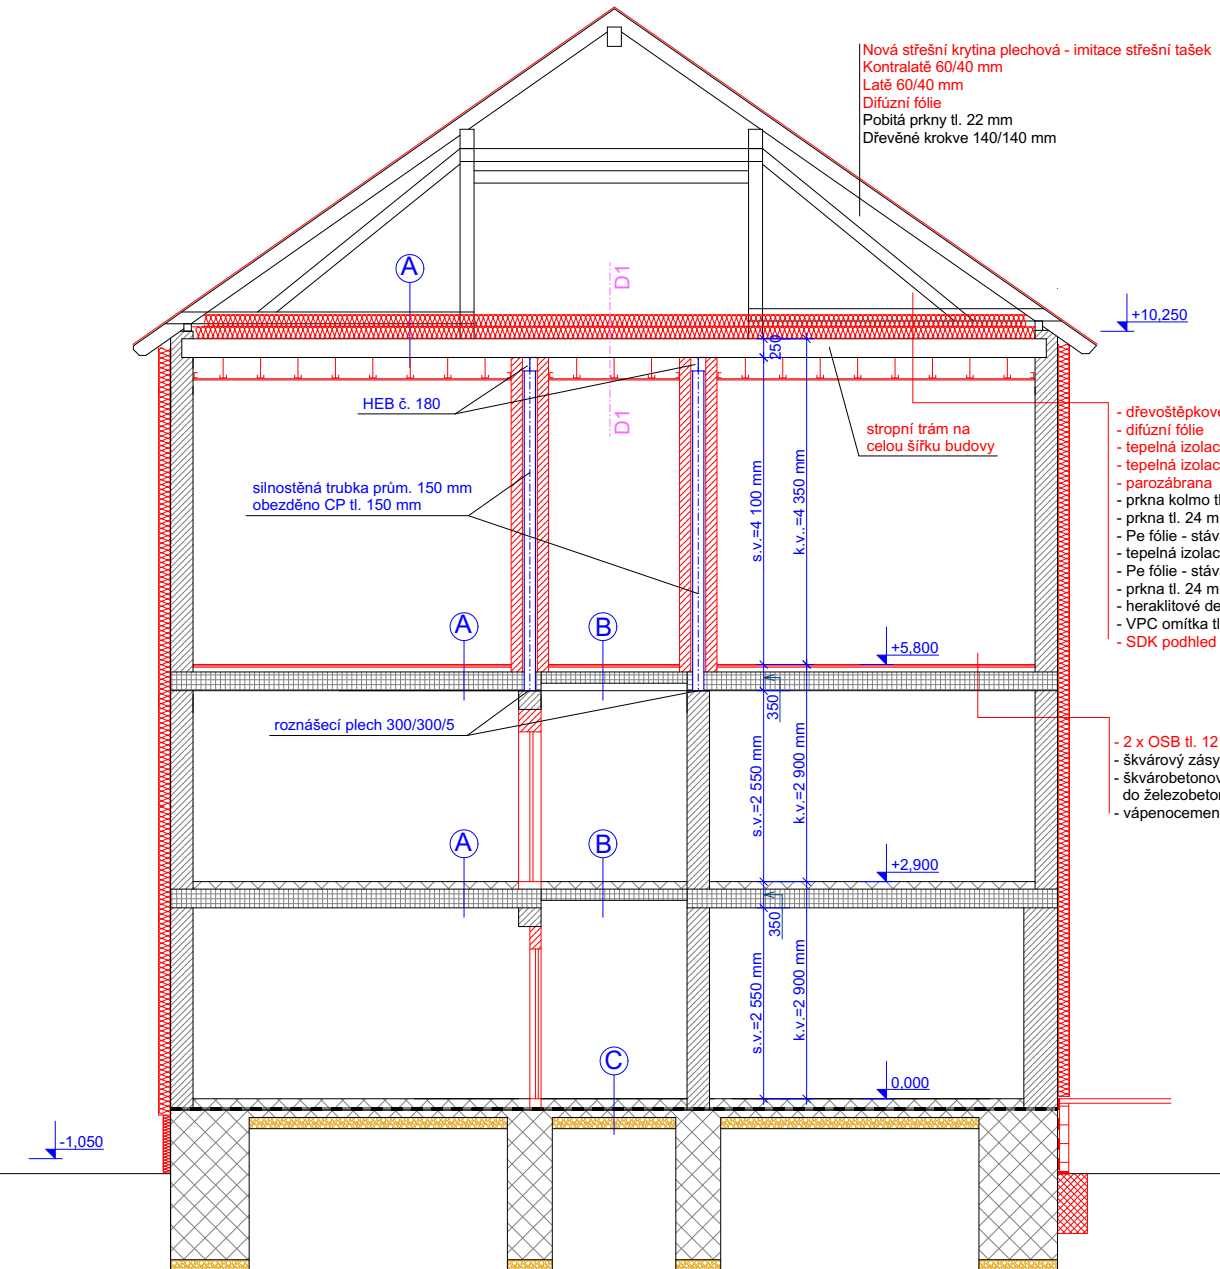 Nová střešní krytina plechová - imitace střešní tašek
Kontralatě 60/40 mm
Latě 60/40 mm
Difúzní fólie
Pobitá prkny tl. 22 mm
Dřevěné krokve 140/140 mm
A
D1
+10,250
250
HEB č. 180
D1
stropní trám na
celou šířku budovy
- dřevoštěpkové
- difúzní fólie
- tepelná izolac
- tepelná izolac
- parozábrana
- prkna kolmo tl
- prkna tl. 24 m
- Pe fólie - stáv
- tepelná izolac
- Pe fólie - stáv
- prkna tl. 24 m
- heraklitové de
- VPC omítka tl
- SDK podhled
silnostěná trubka prům. 150 mm
obezděno CP tl. 150 mm
s.v.=4 100 mm
k.v..=4 350 mm
A
B
+5,800
350
roznášecí plech 300/300/5
- 2 x OSB tl. 12
- škvárový zásy
- škvárobetonov
do železobeton
- vápenocemen
s.v.=2 550 mm
k.v.=2 900 mm
A
B
+2,900
350
s.v.=2 550 mm
k.v.=2 900 mm
C
0,000
-1,050